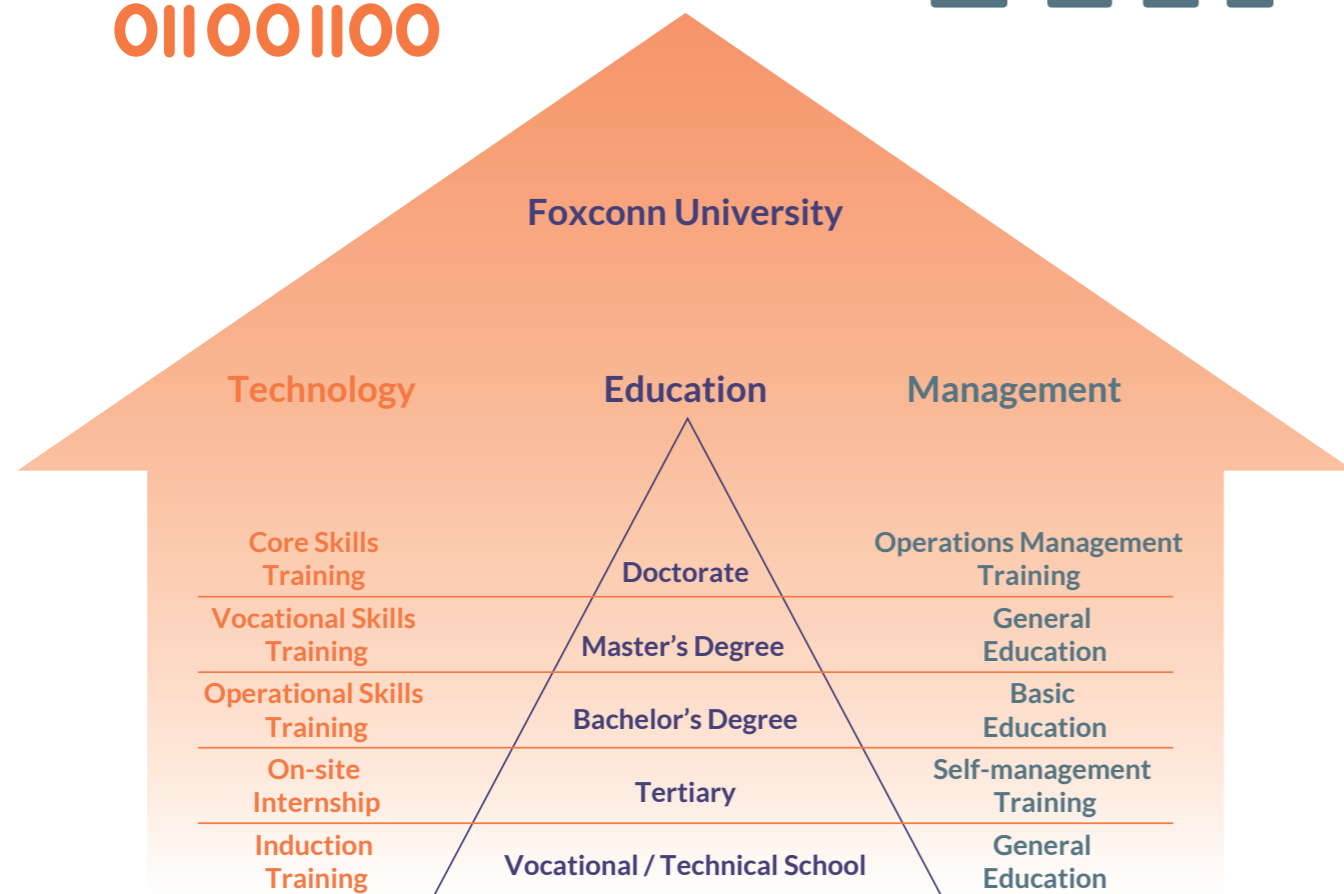 011001100
Foxconn University
Technology
Education
Management
Core Skills
Training
Doctorate
Operations Management
Training
Vocational Skills
Training
Master's Degree
General
Education
Operational Skills
Training
Bachelor's Degree
Basic
Education
On-site
Internship
Tertiary
Self-management
Training
Induction
Training
Vocational / Technical School
General
Education